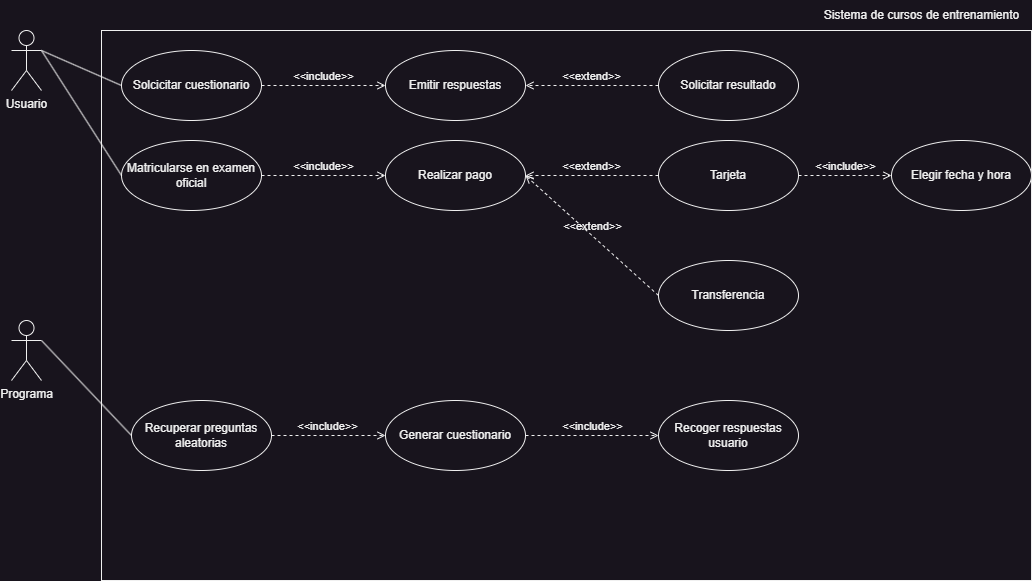 Sistema de cursos de entrenamiento
Usuario
Solcicitar cuestionario
<<include>>
Emitir respuestas
<<extend>>
Solicitar resultado
Matricularse en examen
oficial
<<include>>
Realizar pago
<<extend>>
Tarjeta
<<include>>
Elegir fecha y hora
<<extend>>
Transferencia
Programa
Recuperar preguntas
aleatorias
<<include>>
Generar cuestionario
<<include>>
Recoger respuestas
usuario